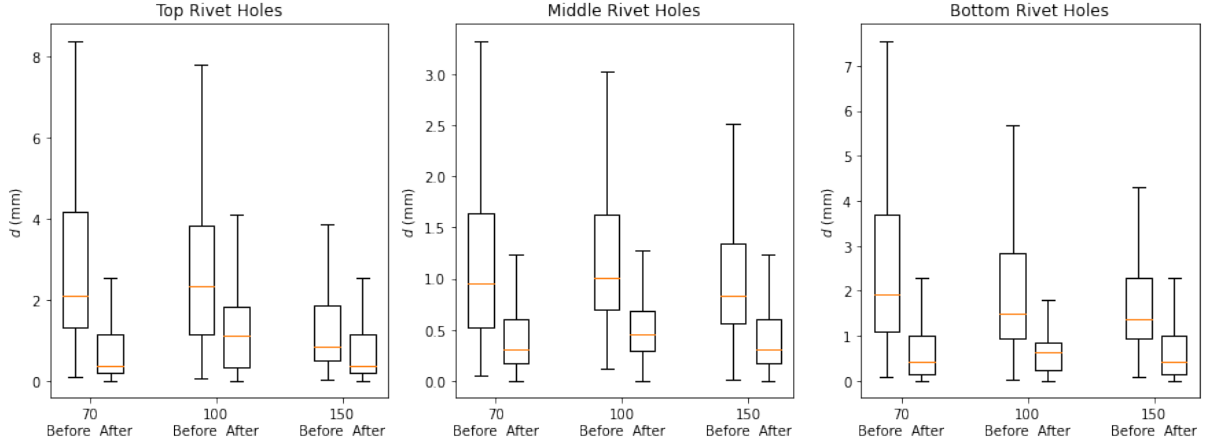 Top Rivet Holes
d (mm)
8
6
4
2
0
70
100
150
Before After
Before After
Before After
Middle Rivet Holes
d (mm)
3.0
2.5
2.0
1.5
1.0
0.5
0.0
70
100
150
Before After
Before After
Before After
Bottom Rivet Holes
d (mm)
7
6
5
4
3
2
1
0
70
100
150
Before After
Before After
Before After